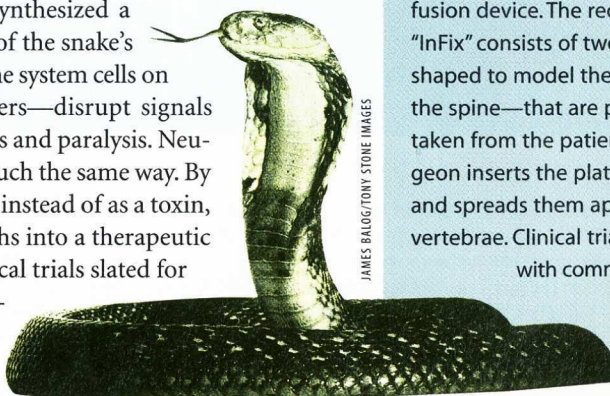 ynthesized a
of the snake's
e system cells on
ers—disrupt signals
s and paralysis. Neu-
uch the same way. By
instead of as a toxin,
hs into a therapeutic
cal trials slated for
JAMES BALOG/TONY STONE IMAGES
fusion device. The rec
"InFix" consists of tw
shaped to model the
the spine—that are p
taken from the patie
geon inserts the plat
and spreads them ap
vertebrae. Clinical tria
with comm